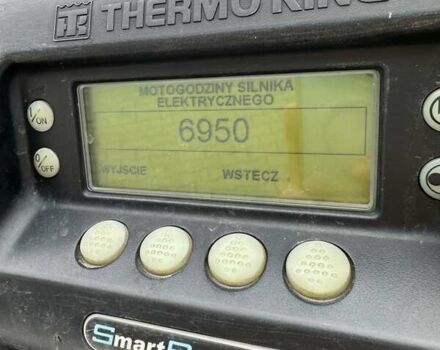 THERMO KING
MOTOGODZINY SILNIKA
ELEKTRYCZNEGO
6950
WYJŚCIE WSTECZ
I/ON
0/OFF